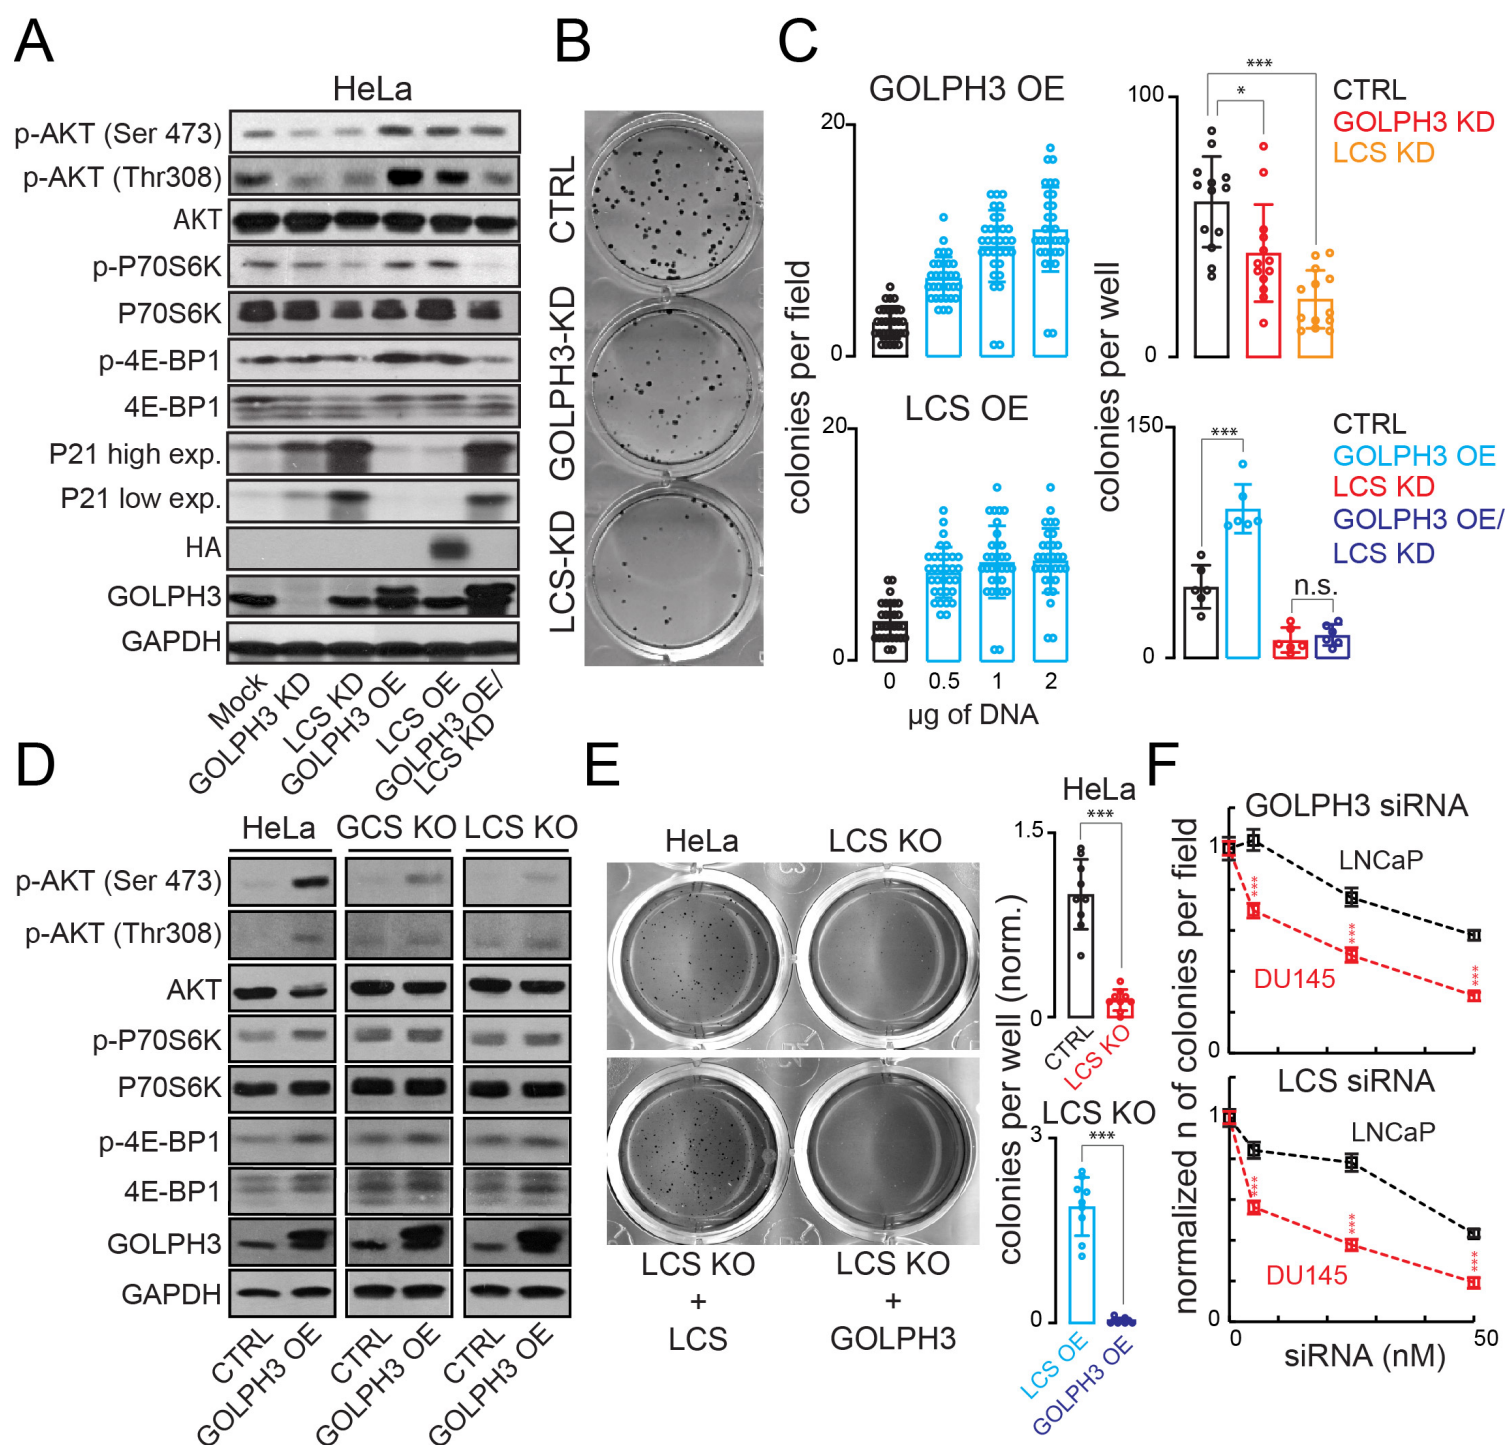 A
HeLa
p-AKT (Ser 473)
p-AKT (Thr308)
AKT
p-P70S6K
P70S6K
p-4E-BP1
4E-BP1
P21 high exp.
P21 low exp.
HA
GOLPH3
GAPDH
Mock
GOLPH3 KD
LCS KD
GOLPH3 OE
LCS OE
GOLPH3 OE/
LCS KD
B
CTRL
GOLPH3-KD
LCS-KD
C
GOLPH3 OE
20
0
colonies per field
LCS OE
20
0
0 0.5 1 2
µg of DNA
100
0
colonies per well
***
*
CTRL
GOLPH3 KD
LCS KD
150
0
***
n.s.
CTRL
GOLPH3 OE
LCS KD
GOLPH3 OE/
LCS KD
D
HeLa GCS KO LCS KO
p-AKT (Ser 473)
p-AKT (Thr308)
AKT
p-P70S6K
P70S6K
p-4E-BP1
4E-BP1
GOLPH3
GAPDH
CTRL
GOLPH3 OE
CTRL
GOLPH3 OE
CTRL
GOLPH3 OE
E
HeLa LCS KO
LCS KO
+
LCS
LCS KO
+
GOLPH3
HeLa
***
1.5
0
CTRL
LCS KO
colonies per well (norm.)
LCS KO
***
3
0
LCS OE
GOLPH3 OE
F
GOLPH3 siRNA
1
0
LNCaP
DU145
***
***
***
normalized n of colonies per field
LCS siRNA
1
0
LNCaP
DU145
***
***
***
0 50
siRNA (nM)